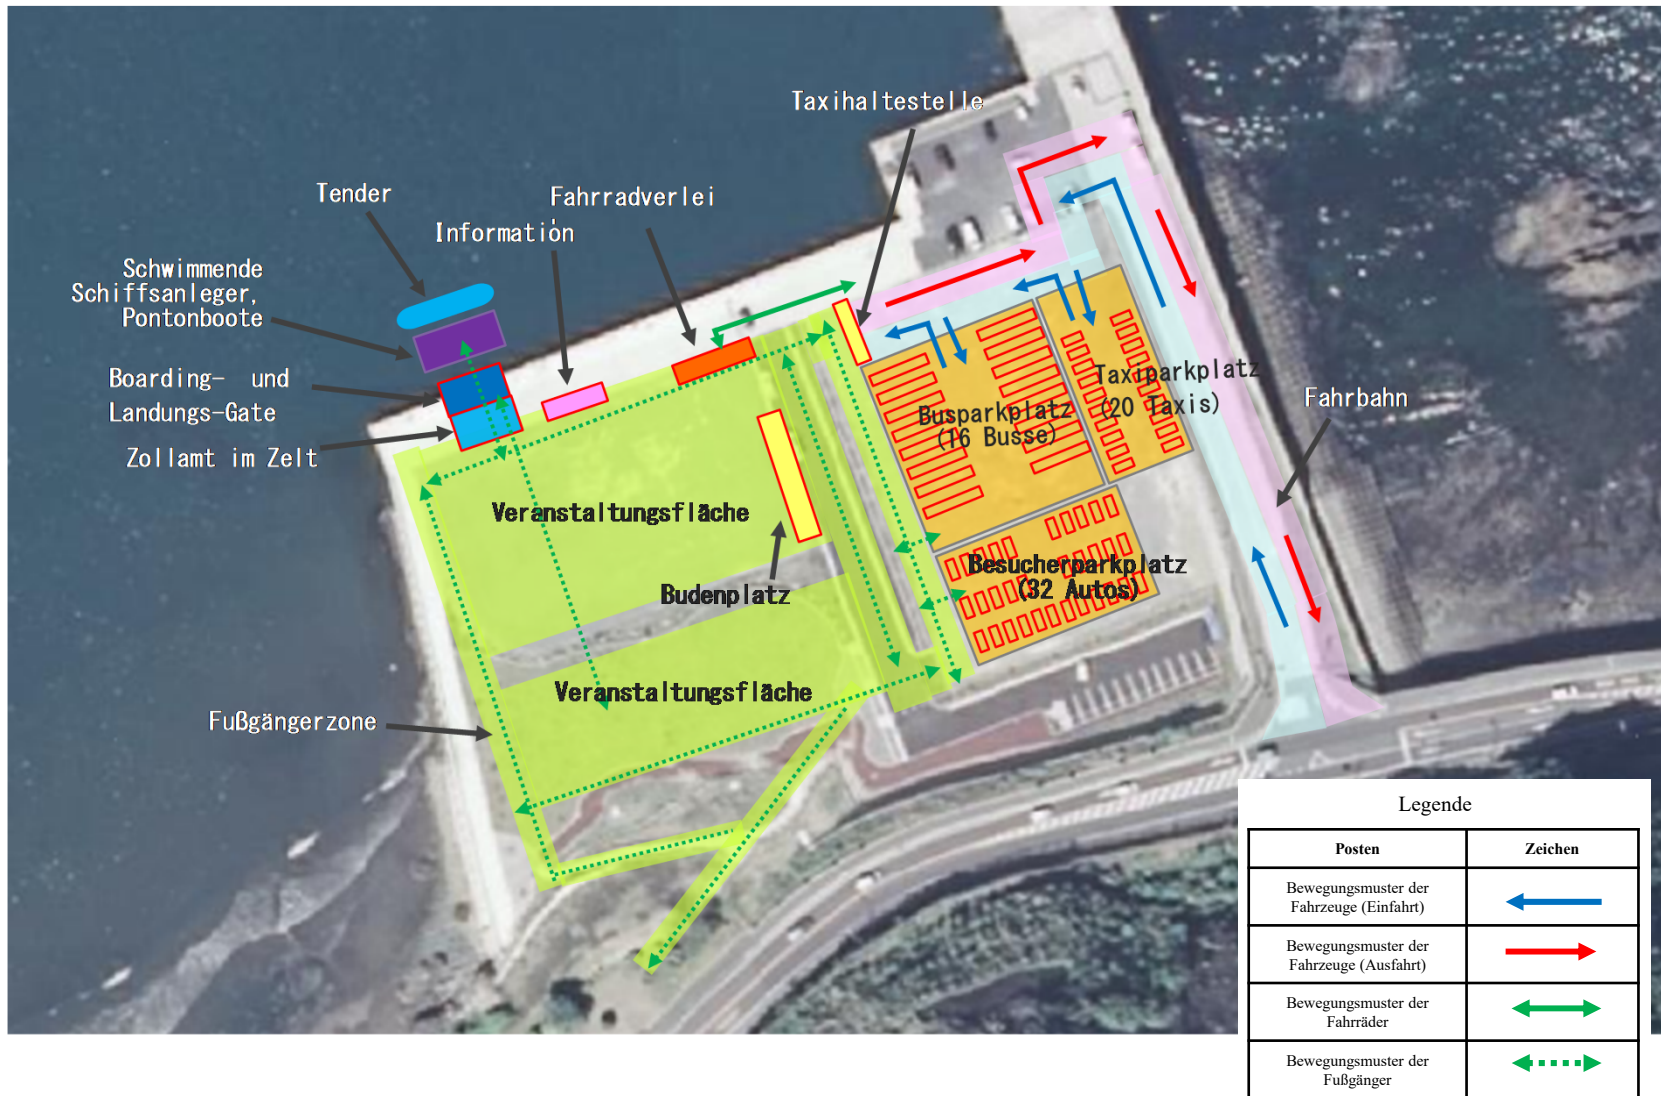 Taxihaltestelle
Tender
Fahrradverlei
Information
Schwimmende
Schiffsanleger,
Pontonboote
Boarding- und
Landungs-Gate
Zollamt im Zelt
Taxiparkplatz
(20 Taxis)
Busparkplatz
(16 Busse)
Fahrbahn
Veranstaltungsfläche
Besucherparkplatz
(32 Autos)
Budenplatz
Veranstaltungsfläche
Fußgängerzone
Legende
Posten Zeichen
Bewegungsmuster der
Fahrzeuge (Einfahrt)
Bewegungsmuster der
Fahrzeuge (Ausfahrt)
Bewegungsmuster der
Fahrräder
Bewegungsmuster der
Fußgänger